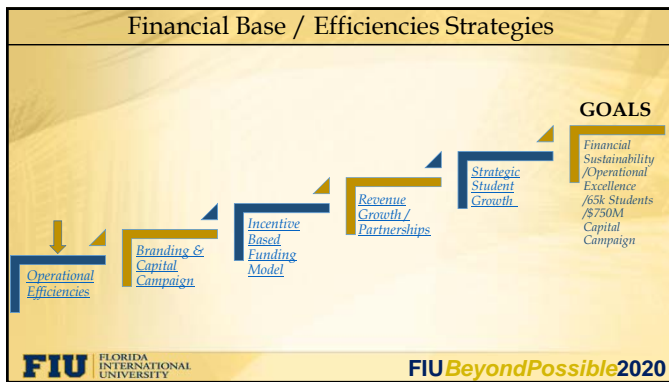 Financial Base / Efficiencies Strategies
Operational
Efficiencies
Branding &
Capital
Campaign
Incentive
Based
Funding
Model
Revenue
Growth /
Partnerships
Strategic
Student
Growth
GOALS
Financial
Sustainability
/Operational
Excellence
/65k Students
/$750M
Capital
Campaign
FIU
FLORIDA
INTERNATIONAL
UNIVERSITY
FIUBeyondPossible2020